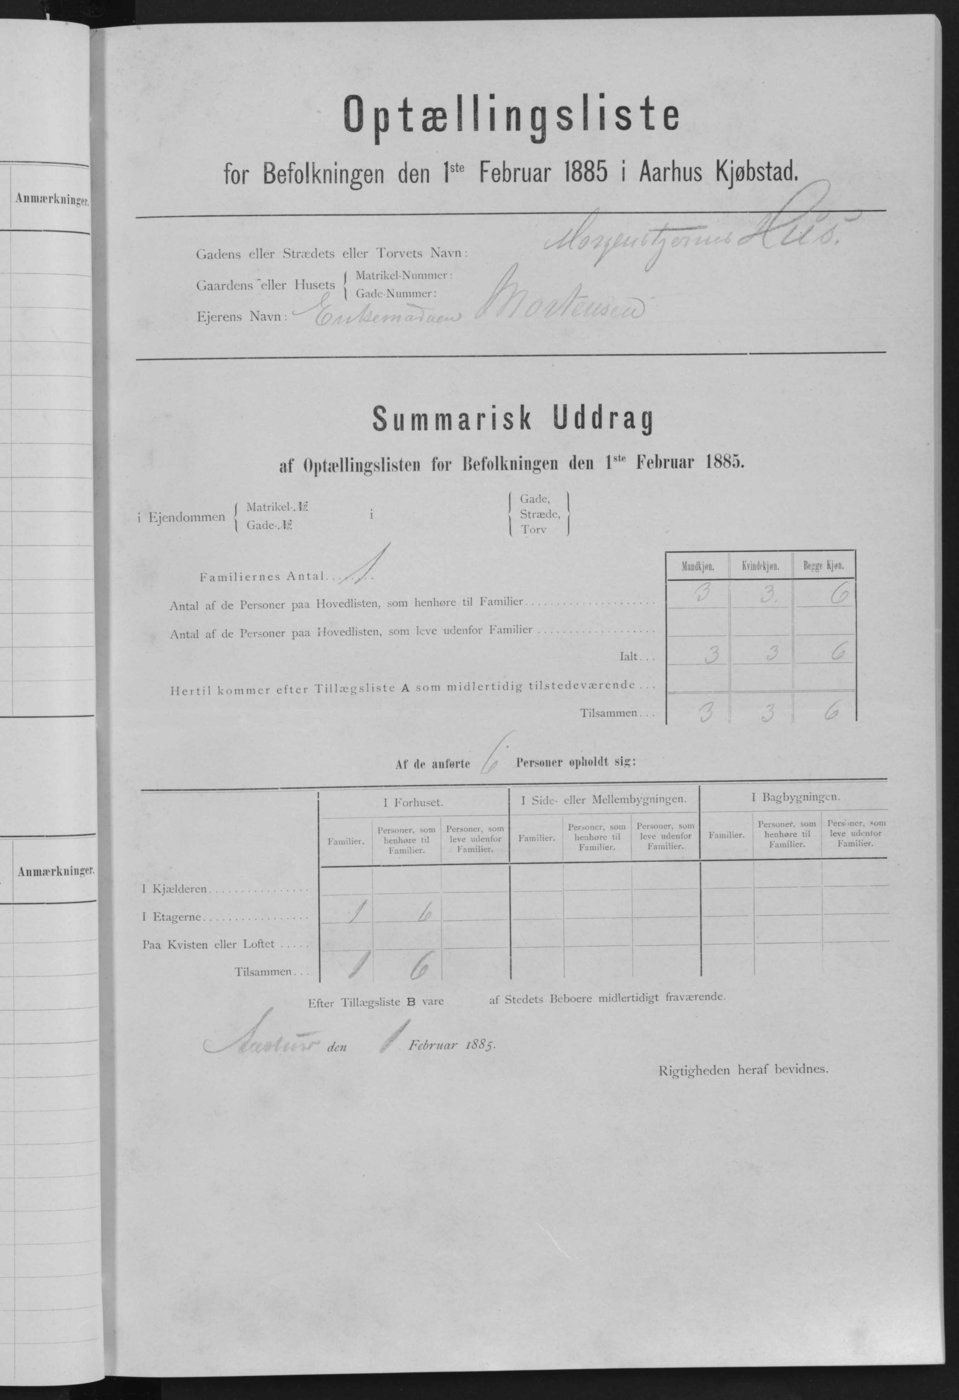 Anmærkninger.
Anmærkninger.
Optællingsliste
for Befolkningen den 1ste Februar 1885 i Aarhus Kjøbstad.
Gadens eller Strædets eller Torvets Navn: Morgenstjernes Hus.
Gaardens eller Husets { Matrikel-Nummer:
Gade-Nummer:
Ejerens Navn: Enkemadam Mortensen
Summarisk Uddrag
af Optællingslisten for Befolkningen den 1ste Februar 1885.
i Ejendommen { Matrikel-№ Gade-№ i { Gade, Stræde, Torv }
Mandkjøn. Kvindekjøn. Begge Kjøn.
Familiernes Antal 1
Antal af de Personer paa Hovedlisten, som henhøre til Familier 3 3 6
Antal af de Personer paa Hovedlisten, som leve udenfor Familier
Ialt 3 3 6
Hertil kommer efter Tillægsliste A som midlertidig tilstedeværende
Tilsammen 3 3 6
Af de anførte 6 Personer opholdt sig:
I Forhuset. I Side- eller Mellembygningen. I Bagbygningen.
Familier. Personer, som henhøre til Familier. Personer, som leve udenfor Familier. Familier. Personer, som henhøre til Familier. Personer, som leve udenfor Familier. Familier. Personer, som henhøre til Familier. Personer, som leve udenfor Familier.
I Kjælderen
I Etagerne 1 6
Paa Kvisten eller Loftet
Tilsammen 1 6
Efter Tillægsliste B vare af Stedets Beboere midlertidigt fraværende.
Aarhus den 1 Februar 1885.
Rigtigheden heraf bevidnes.